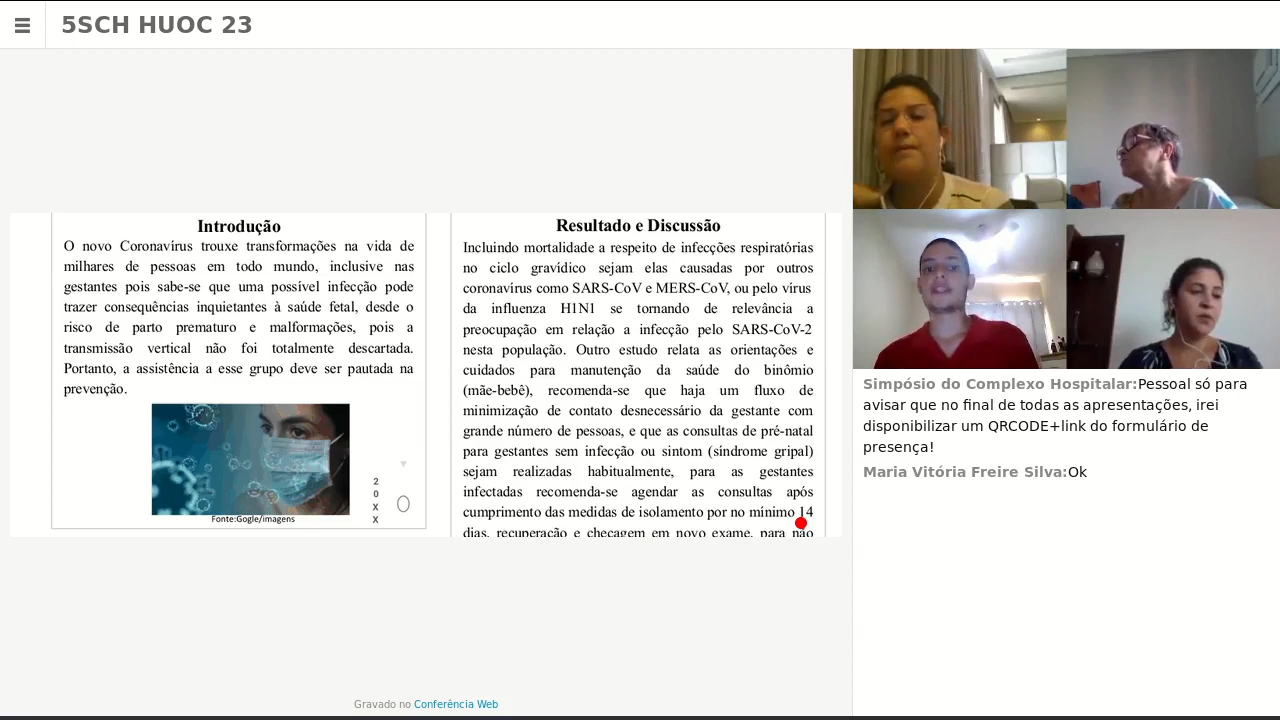 5SCH HUOC 23
Introdução
O novo Coronavírus trouxe transformações na vida de
milhares de pessoas em todo mundo, inclusive nas
gestantes pois sabe-se que uma possível infecção pode
trazer consequências inquietantes à saúde fetal, desde o
risco de parto prematuro e malformações, pois a
transmissão vertical não foi totalmente descartada.
Portanto, a assistência a esse grupo deve ser pautada na
prevenção.
Fonte:Gogle/imagens
2
0
X
X
Resultado e Discussão
Incluindo mortalidade a respeito de infecções respiratórias
no ciclo gravídico sejam elas causadas por outros
coronavírus como SARS-CoV e MERS-CoV, ou pelo vírus
da influenza H1N1 se tornando de relevância a
preocupação em relação a infecção pelo SARS-CoV-2
nesta população. Outro estudo relata as orientações e
cuidados para manutenção da saúde do binômio
(mãe-bebê), recomenda-se que haja um fluxo de
minimização de contato desnecessário da gestante com
grande número de pessoas, e que as consultas de pré-natal
para gestantes sem infecção ou sintom (síndrome gripal)
sejam realizadas habitualmente, para as gestantes
infectadas recomenda-se agendar as consultas após
cumprimento das medidas de isolamento por no mínimo 14
dias, recuperação e checagem em novo exame, para não
Simpósio do Complexo Hospitalar:Pessoal só para
avisar que no final de todas as apresentações, irei
disponibilizar um QRCODE+link do formulário de
presença!
Maria Vitória Freire Silva:Ok
Gravado no Conferência Web